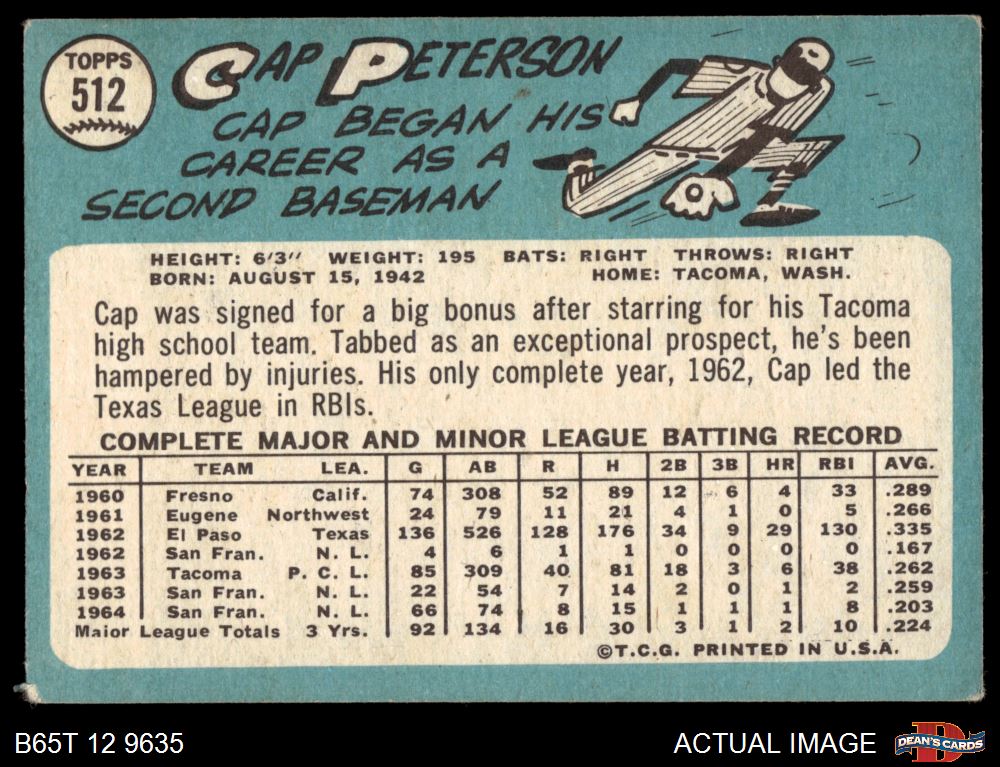 TOPPS
512
CAP PETERSON
CAP BEGAN HIS
CAREER AS A
SECOND BASEMAN
HEIGHT: 6'3" WEIGHT: 195 BATS: RIGHT THROWS: RIGHT
BORN: AUGUST 15, 1942 HOME: TACOMA, WASH.
Cap was signed for a big bonus after starring for his Tacoma
high school team. Tabbed as an exceptional prospect, he's been
hampered by injuries. His only complete year, 1962, Cap led the
Texas League in RBIs.
COMPLETE MAJOR AND MINOR LEAGUE BATTING RECORD
YEAR TEAM LEA. G AB R H 2B 3B HR RBI AVG.
1960 Fresno Calif. 74 308 52 89 12 6 4 33 .289
1961 Eugene Northwest 24 79 11 21 4 1 0 5 .266
1962 El Paso Texas 136 526 128 176 34 9 29 130 .335
1962 San Fran. N. L. 4 6 1 1 0 0 0 0 .167
1963 Tacoma P. C. L. 85 309 40 81 18 3 6 38 .262
1963 San Fran. N. L. 22 54 7 14 2 0 1 2 .259
1964 San Fran. N. L. 66 74 8 15 1 1 1 8 .203
Major League Totals 3 Yrs. 92 134 16 30 3 1 2 10 .224
©T.C.G. PRINTED IN U.S.A.
B65T 12 9635
ACTUAL IMAGE
DEAN'S CARDS